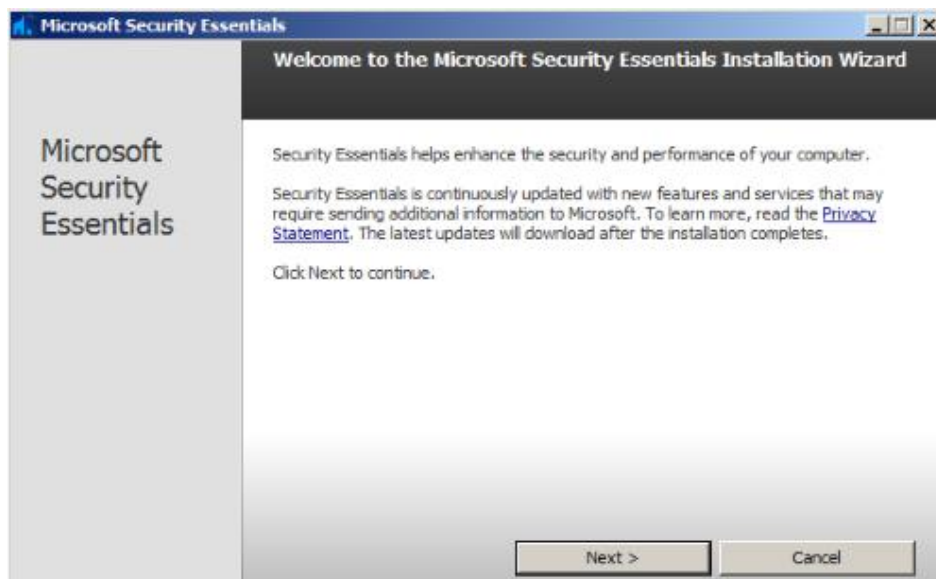 Microsoft Security Essentials
Welcome to the Microsoft Security Essentials Installation Wizard
Microsoft
Security
Essentials
Security Essentials helps enhance the security and performance of your computer.
Security Essentials is continuously updated with new features and services that may
require sending additional information to Microsoft. To learn more, read the Privacy
Statement. The latest updates will download after the installation completes.
Click Next to continue.
Next >
Cancel